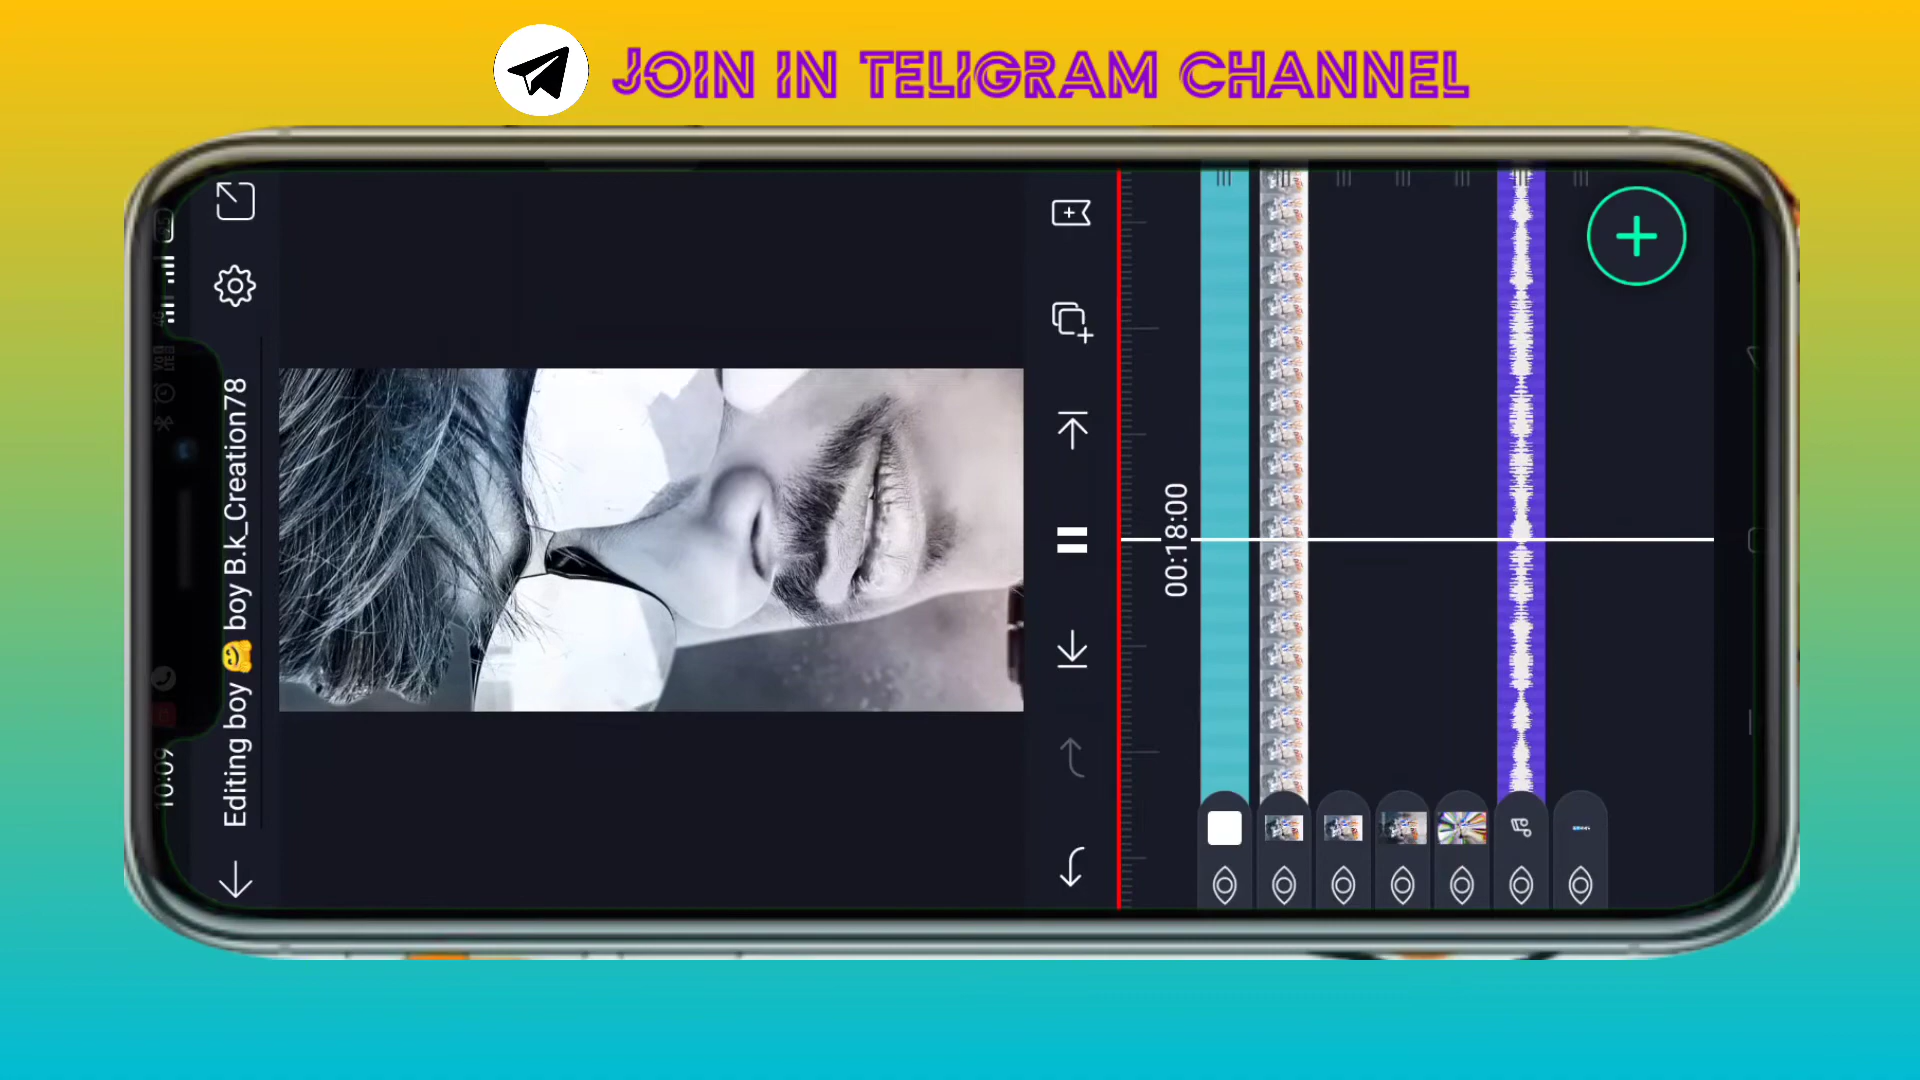 JOIN IN TELIGRAM CHANNEL
10:09
Editing boy 🤗 boy B.k_Creation78
00:18:00